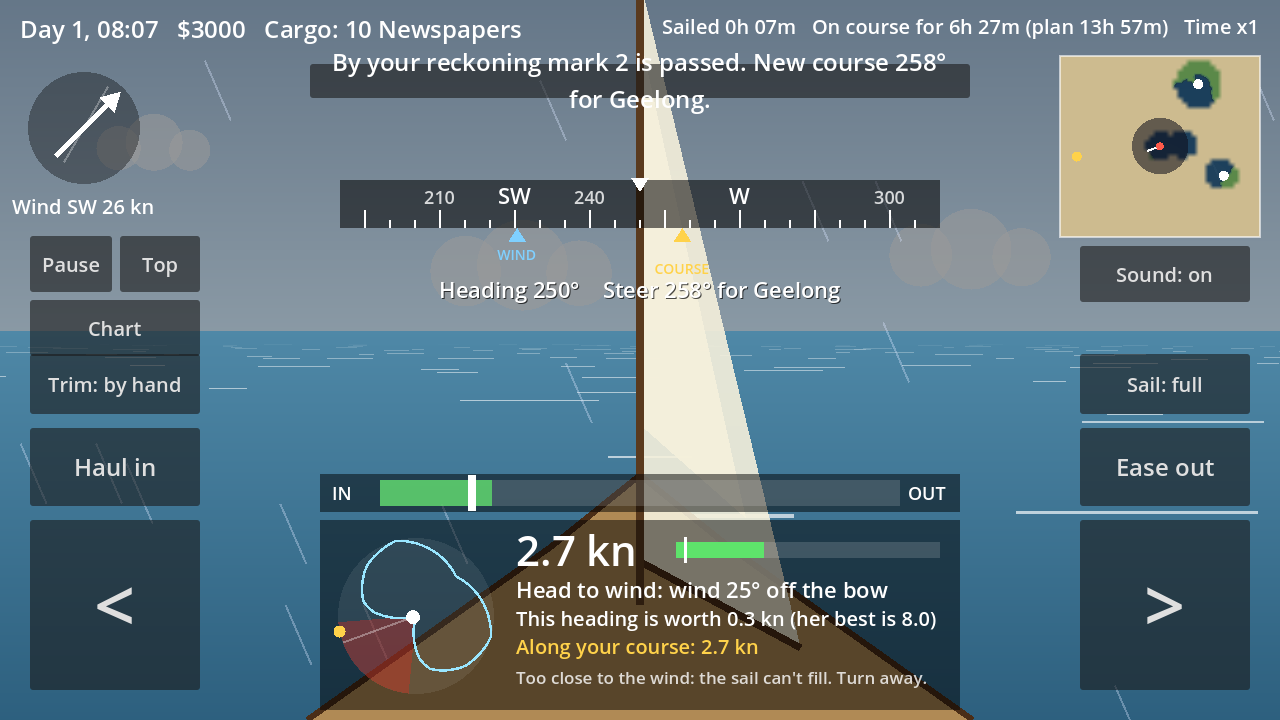 Day 1, 08:07 $3000 Cargo: 10 Newspapers
Sailed 0h 07m On course for 6h 27m (plan 13h 57m) Time x1
By your reckoning mark 2 is passed. New course 258°
for Geelong.
Wind SW 26 kn
210 SW 240 W 300
WIND
COURSE
Heading 250° Steer 258° for Geelong
Pause
Top
Chart
Trim: by hand
Haul in
<
Sound: on
Sail: full
Ease out
>
IN
OUT
2.7 kn
Head to wind: wind 25° off the bow
This heading is worth 0.3 kn (her best is 8.0)
Along your course: 2.7 kn
Too close to the wind: the sail can't fill. Turn away.